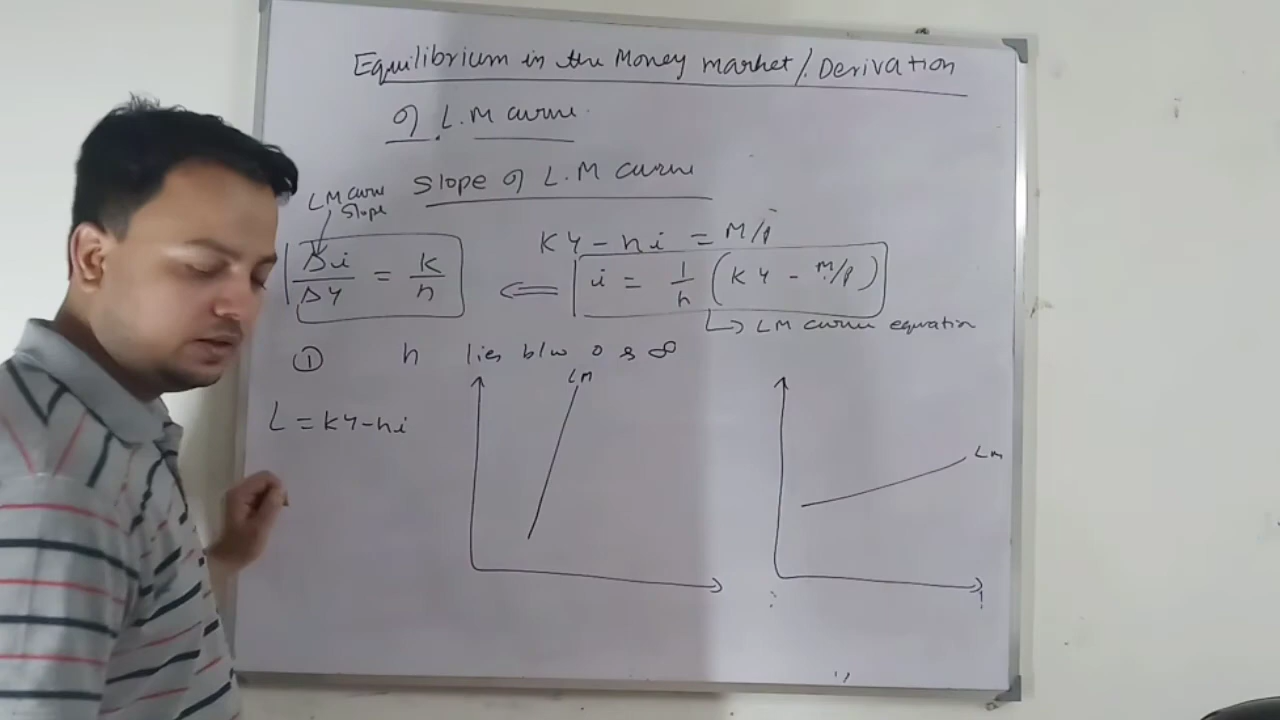 Equilibrium in the Money market / Derivation
of L.M curve
Slope of L.M curve
LM curve
Slope
KY - hi = M/P̄
Δi/ΔY = K/h ⇐ i = 1/h (KY - M/P)
↳ LM curve equation
① h lies b/w 0 & ∞
LM
L = KY - hi
LM